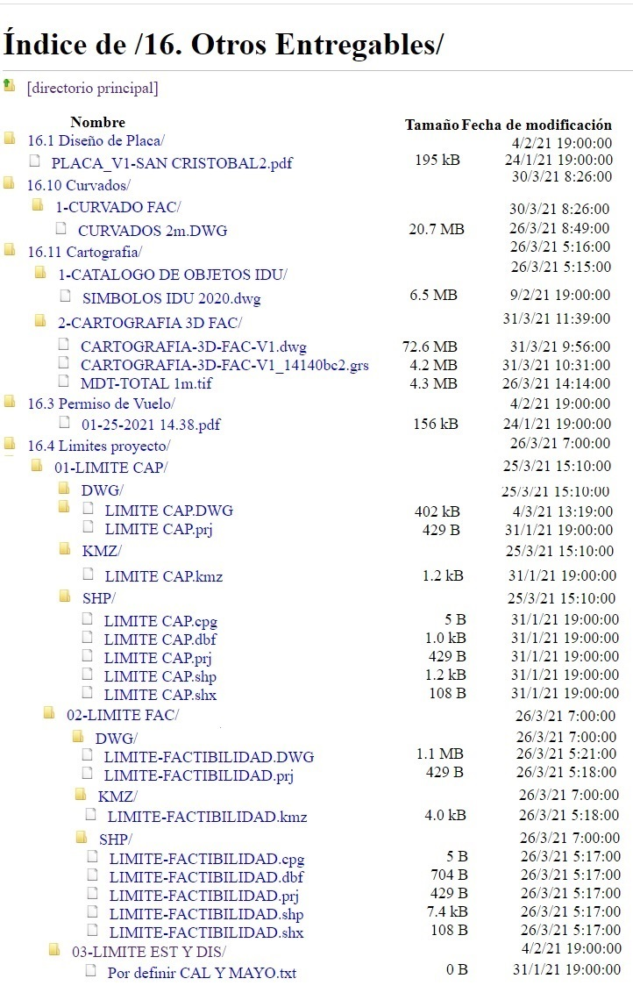 Índice de /16. Otros Entregables/
[directorio principal]
Nombre Tamaño Fecha de modificación
16.1 Diseño de Placa/ 4/2/21 19:00:00
PLACA_V1-SAN CRISTOBAL2.pdf 195 kB 24/1/21 19:00:00
16.10 Curvados/ 30/3/21 8:26:00
1-CURVADO FAC/ 30/3/21 8:26:00
CURVADOS 2m.DWG 20.7 MB 26/3/21 8:49:00
16.11 Cartografia/ 26/3/21 5:16:00
1-CATALOGO DE OBJETOS IDU/ 26/3/21 5:15:00
SIMBOLOS IDU 2020.dwg 6.5 MB 9/2/21 19:00:00
2-CARTOGRAFIA 3D FAC/ 31/3/21 11:39:00
CARTOGRAFIA-3D-FAC-V1.dwg 72.6 MB 31/3/21 9:56:00
CARTOGRAFIA-3D-FAC-V1_14140bc2.grs 4.2 MB 31/3/21 10:31:00
MDT-TOTAL 1m.tif 4.3 MB 26/3/21 14:14:00
16.3 Permiso de Vuelo/ 4/2/21 19:00:00
01-25-2021 14.38.pdf 156 kB 24/1/21 19:00:00
16.4 Limites proyecto/ 26/3/21 7:00:00
01-LIMITE CAP/ 25/3/21 15:10:00
DWG/ 25/3/21 15:10:00
LIMITE CAP.DWG 402 kB 4/3/21 13:19:00
LIMITE CAP.prj 429 B 31/1/21 19:00:00
KMZ/ 25/3/21 15:10:00
LIMITE CAP.kmz 1.2 kB 31/1/21 19:00:00
SHP/ 25/3/21 15:10:00
LIMITE CAP.cpg 5 B 31/1/21 19:00:00
LIMITE CAP.dbf 1.0 kB 31/1/21 19:00:00
LIMITE CAP.prj 429 B 31/1/21 19:00:00
LIMITE CAP.shp 1.2 kB 31/1/21 19:00:00
LIMITE CAP.shx 108 B 31/1/21 19:00:00
02-LIMITE FAC/ 26/3/21 7:00:00
DWG/ 26/3/21 7:00:00
LIMITE-FACTIBILIDAD.DWG 1.1 MB 26/3/21 5:21:00
LIMITE-FACTIBILIDAD.prj 429 B 26/3/21 5:18:00
KMZ/ 26/3/21 7:00:00
LIMITE-FACTIBILIDAD.kmz 4.0 kB 26/3/21 5:18:00
SHP/ 26/3/21 7:00:00
LIMITE-FACTIBILIDAD.cpg 5 B 26/3/21 5:17:00
LIMITE-FACTIBILIDAD.dbf 704 B 26/3/21 5:17:00
LIMITE-FACTIBILIDAD.prj 429 B 26/3/21 5:17:00
LIMITE-FACTIBILIDAD.shp 7.4 kB 26/3/21 5:17:00
LIMITE-FACTIBILIDAD.shx 108 B 26/3/21 5:17:00
03-LIMITE EST Y DIS/ 4/2/21 19:00:00
Por definir CAL Y MAYO.txt 0 B 31/1/21 19:00:00